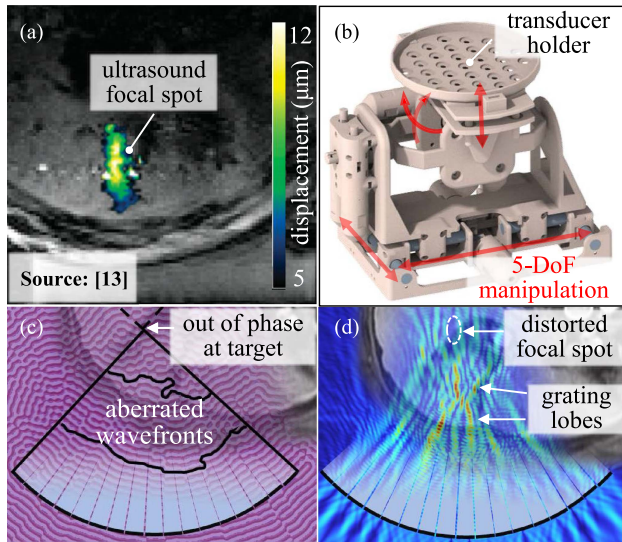 (a)
ultrasound
focal spot
12
displacement (μm)
5
Source: [13]
(b)
transducer
holder
5-DoF
manipulation
(c)
out of phase
at target
aberrated
wavefronts
(d)
distorted
focal spot
grating
lobes